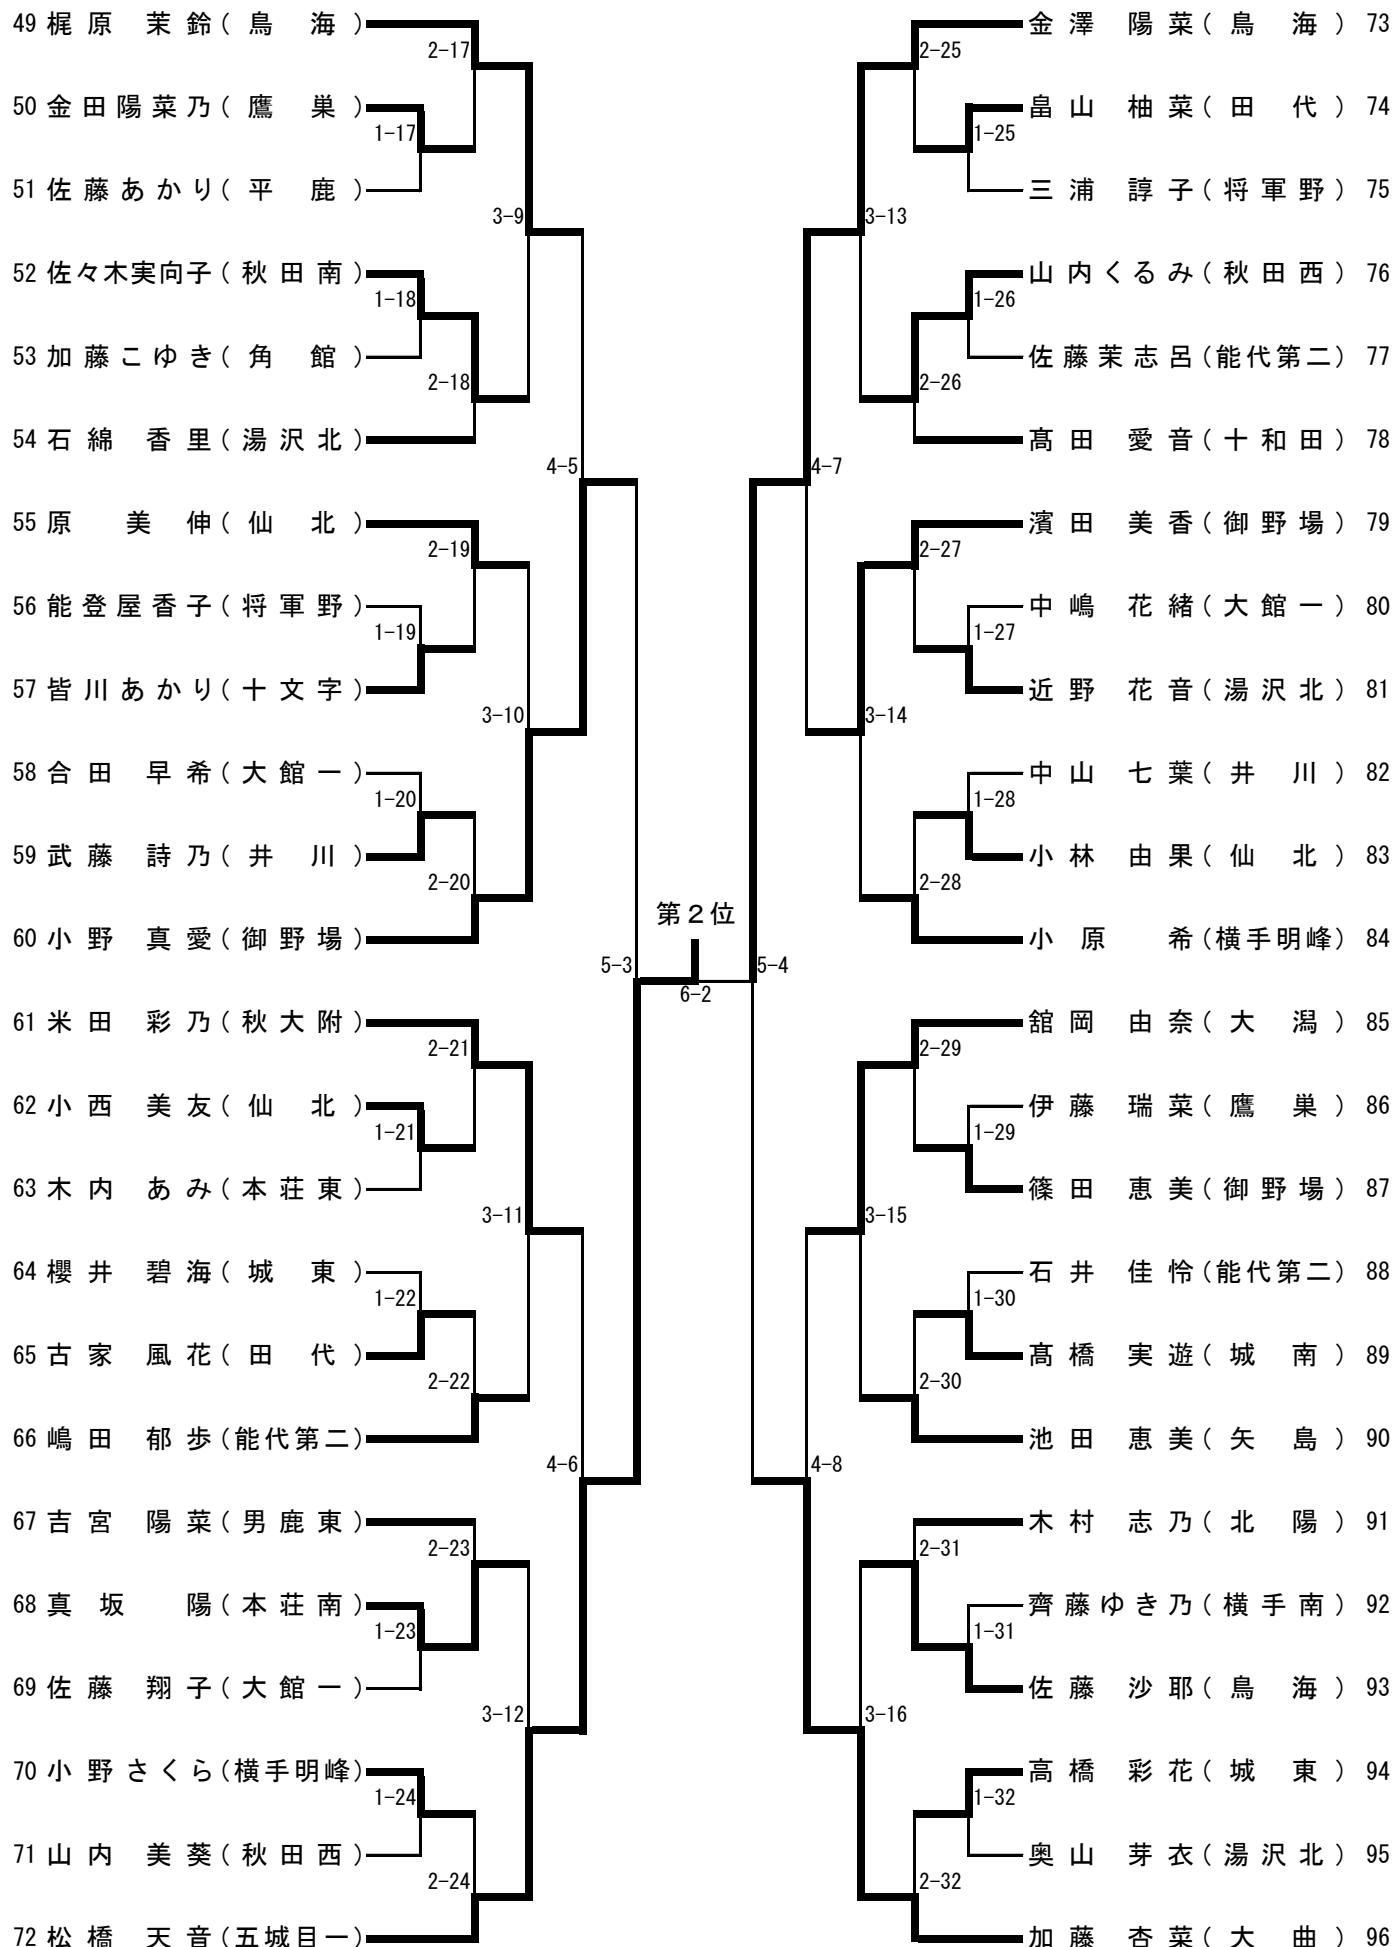 49 梶原 茉鈴(鳥海)
2-17
50 金田陽菜乃(鷹巣)
1-17
51 佐藤あかり(平鹿)
3-9
52 佐々木実向子(秋田南)
1-18
53 加藤こゆき(角館)
2-18
54 石綿 香里(湯沢北)
4-5
55 原 美伸(仙北)
2-19
56 能登屋香子(将軍野)
1-19
57 皆川あかり(十文字)
3-10
58 合田 早希(大館一)
1-20
59 武藤 詩乃(井川)
2-20
60 小野 真愛(御野場)
5-3
61 米田 彩乃(秋大附)
2-21
62 小西 美友(仙北)
1-21
63 木内 あみ(本荘東)
3-11
64 櫻井 碧海(城東)
1-22
65 古家 風花(田代)
2-22
66 嶋田 郁歩(能代第二)
4-6
67 吉宮 陽菜(男鹿東)
2-23
68 真坂 陽(本荘南)
1-23
69 佐藤 翔子(大館一)
3-12
70 小野さくら(横手明峰)
1-24
71 山内 美葵(秋田西)
2-24
72 松橋 天音(五城目一)
第2位
6-2
金澤 陽菜(鳥海) 73
2-25
畠山 柚菜(田代) 74
1-25
三浦 諄子(将軍野) 75
3-13
山内くるみ(秋田西) 76
1-26
佐藤茉志呂(能代第二) 77
2-26
髙田 愛音(十和田) 78
4-7
濱田 美香(御野場) 79
2-27
中嶋 花緒(大館一) 80
1-27
近野 花音(湯沢北) 81
3-14
中山 七葉(井川) 82
1-28
小林 由果(仙北) 83
2-28
小原 希(横手明峰) 84
5-4
舘岡 由奈(大潟) 85
2-29
伊藤 瑞菜(鷹巣) 86
1-29
篠田 恵美(御野場) 87
3-15
石井 佳怜(能代第二) 88
1-30
髙橋 実遊(城南) 89
2-30
池田 恵美(矢島) 90
4-8
木村 志乃(北陽) 91
2-31
齊藤ゆき乃(横手南) 92
1-31
佐藤 沙耶(鳥海) 93
3-16
高橋 彩花(城東) 94
1-32
奥山 芽衣(湯沢北) 95
2-32
加藤 杏菜(大曲) 96